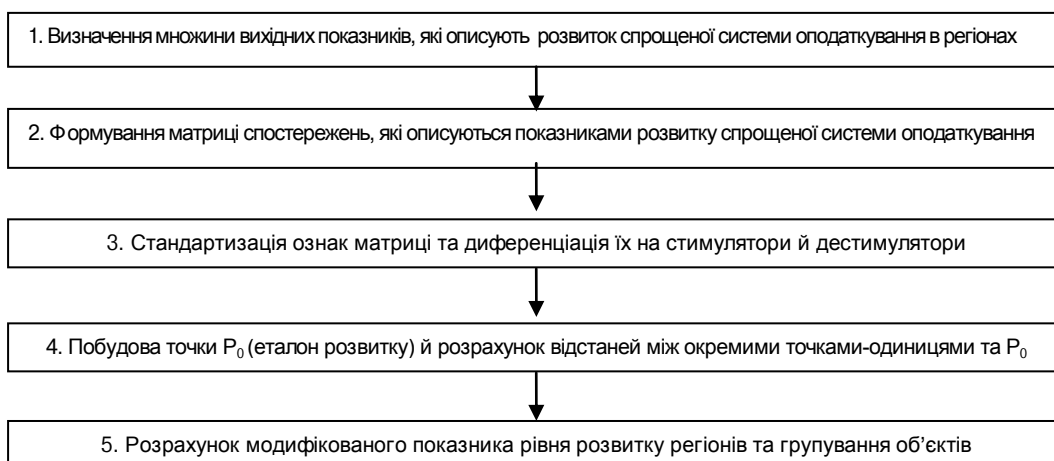 1. Визначення множини вихідних показників, які описують розвиток спрощеної системи оподаткування в регіонах
2. Формування матриці спостережень, які описуються показниками розвитку спрощеної системи оподаткування
3. Стандартизація ознак матриці та диференціація їх на стимулятори й дестимулятори
4. Побудова точки P₀ (еталон розвитку) й розрахунок відстаней між окремими точками-одиницями та P₀
5. Розрахунок модифікованого показника рівня розвитку регіонів та групування об’єктів